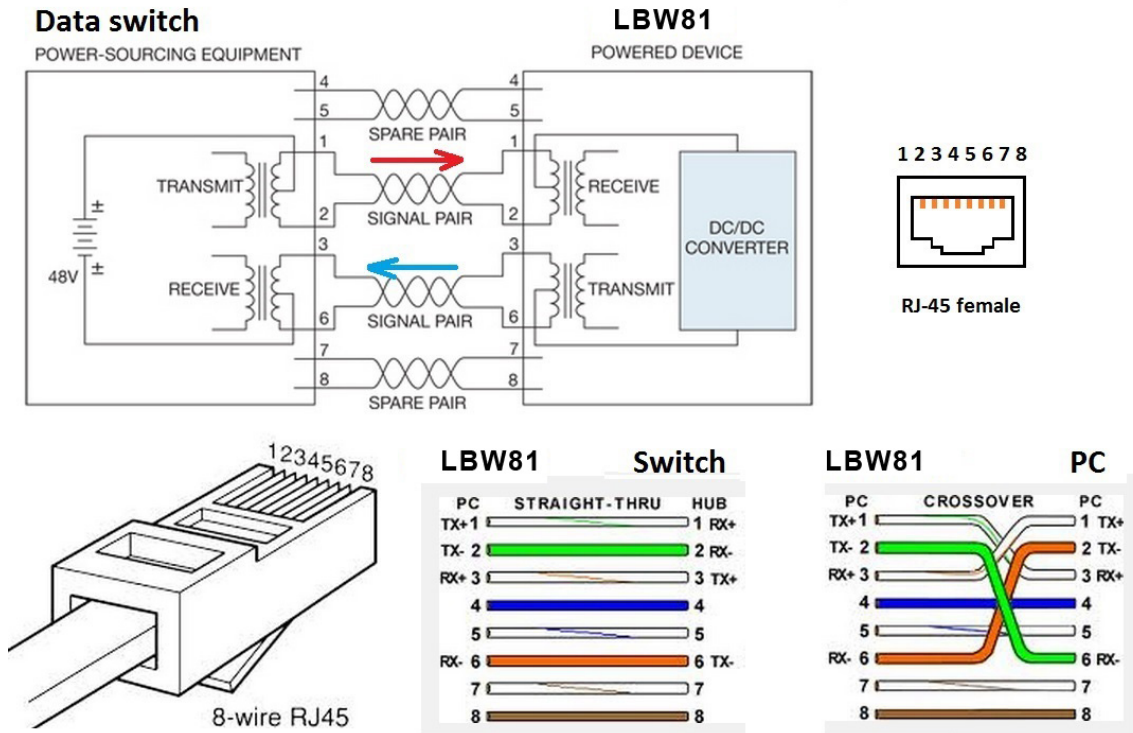 Data switch
POWER-SOURCING EQUIPMENT
LBW81
POWERED DEVICE
4
4
5
5
SPARE PAIR
1
1
TRANSMIT
RECEIVE
2
2
SIGNAL PAIR
±
±
48V
3
3
RECEIVE
TRANSMIT
6
6
SIGNAL PAIR
7
7
8
8
SPARE PAIR
DC/DC
CONVERTER
1 2 3 4 5 6 7 8
RJ-45 female
12345678
8-wire RJ45
LBW81 Switch
PC STRAIGHT-THRU HUB
TX+ 1 1 RX+
TX- 2 2 RX-
RX+ 3 3 TX+
4 4
5 5
RX- 6 6 TX-
7 7
8 8
LBW81 PC
PC CROSSOVER PC
TX+ 1 1 TX+
TX- 2 2 TX-
RX+ 3 3 RX+
4 4
5 5
RX- 6 6 RX-
7 7
8 8